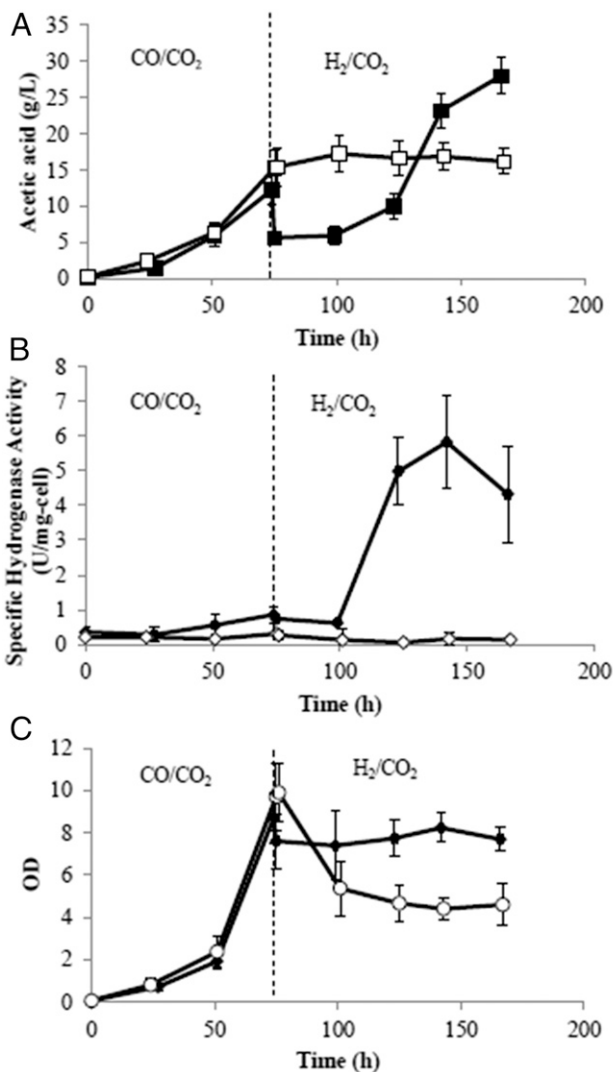 A
Acetic acid (g/L)
35
30
25
20
15
10
5
0
CO/CO₂
H₂/CO₂
0
50
100
150
200
Time (h)
B
Specific Hydrogenase Activity
(U/mg-cell)
8
7
6
5
4
3
2
1
0
CO/CO₂
H₂/CO₂
0
50
100
150
200
Time (h)
C
OD
12
10
8
6
4
2
0
CO/CO₂
H₂/CO₂
0
50
100
150
200
Time (h)